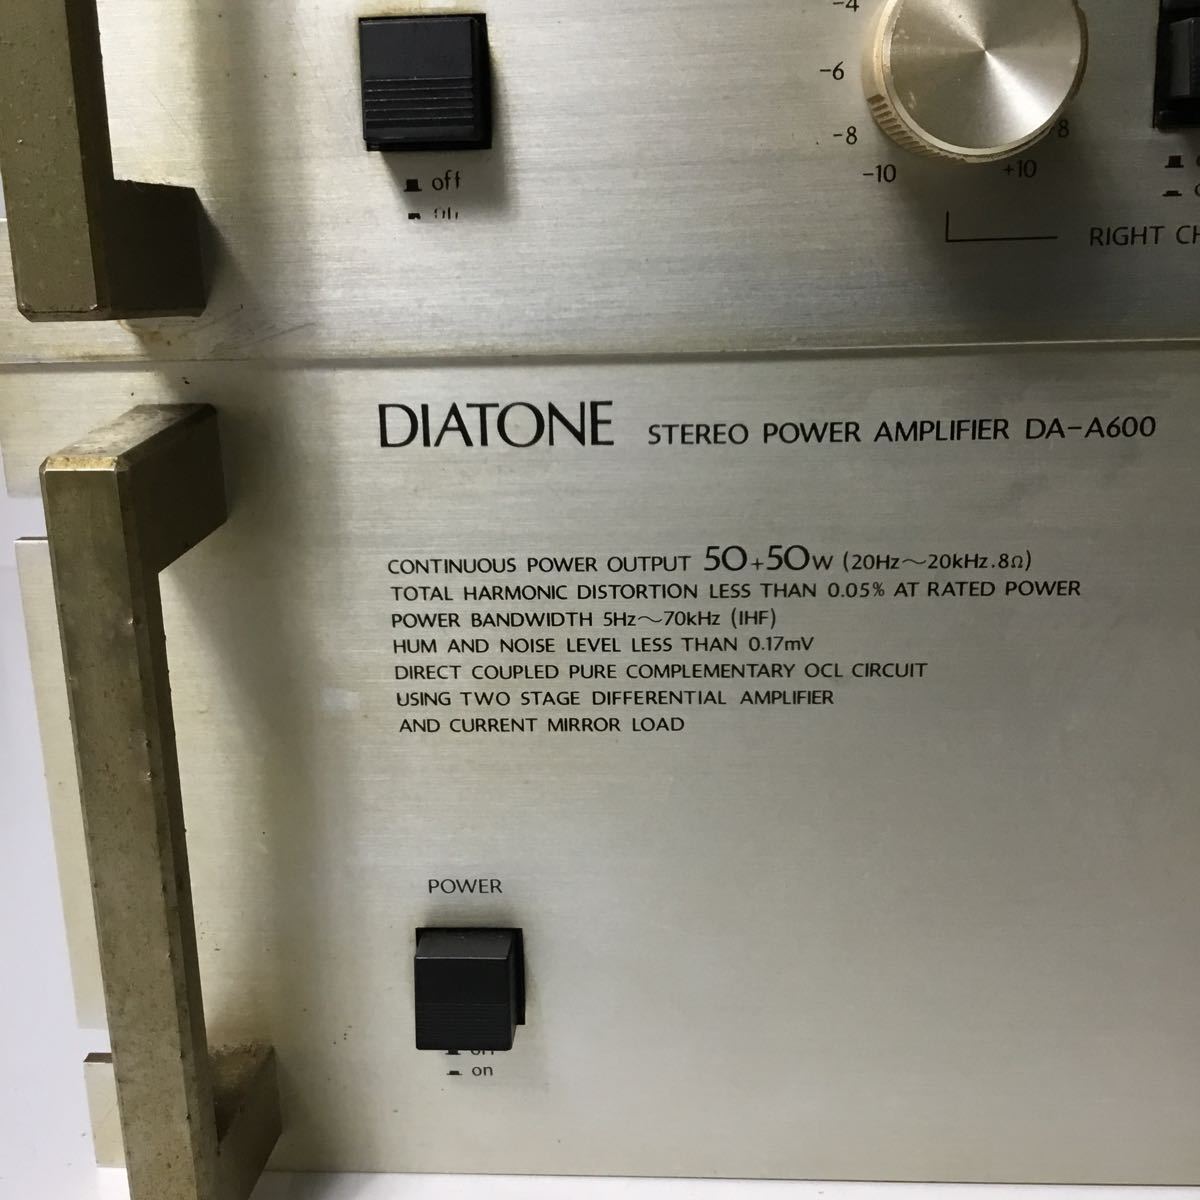 -4
-6
-8
8
-10
+10
off
RIGHT
DIATONE STEREO POWER AMPLIFIER DA-A600
CONTINUOUS POWER OUTPUT 50+50W (20Hz～20kHz.8Ω)
TOTAL HARMONIC DISTORTION LESS THAN 0.05% AT RATED POWER
POWER BANDWIDTH 5Hz～70kHz (IHF)
HUM AND NOISE LEVEL LESS THAN 0.17mV
DIRECT COUPLED PURE COMPLEMENTARY OCL CIRCUIT
USING TWO STAGE DIFFERENTIAL AMPLIFIER
AND CURRENT MIRROR LOAD
POWER
off
on